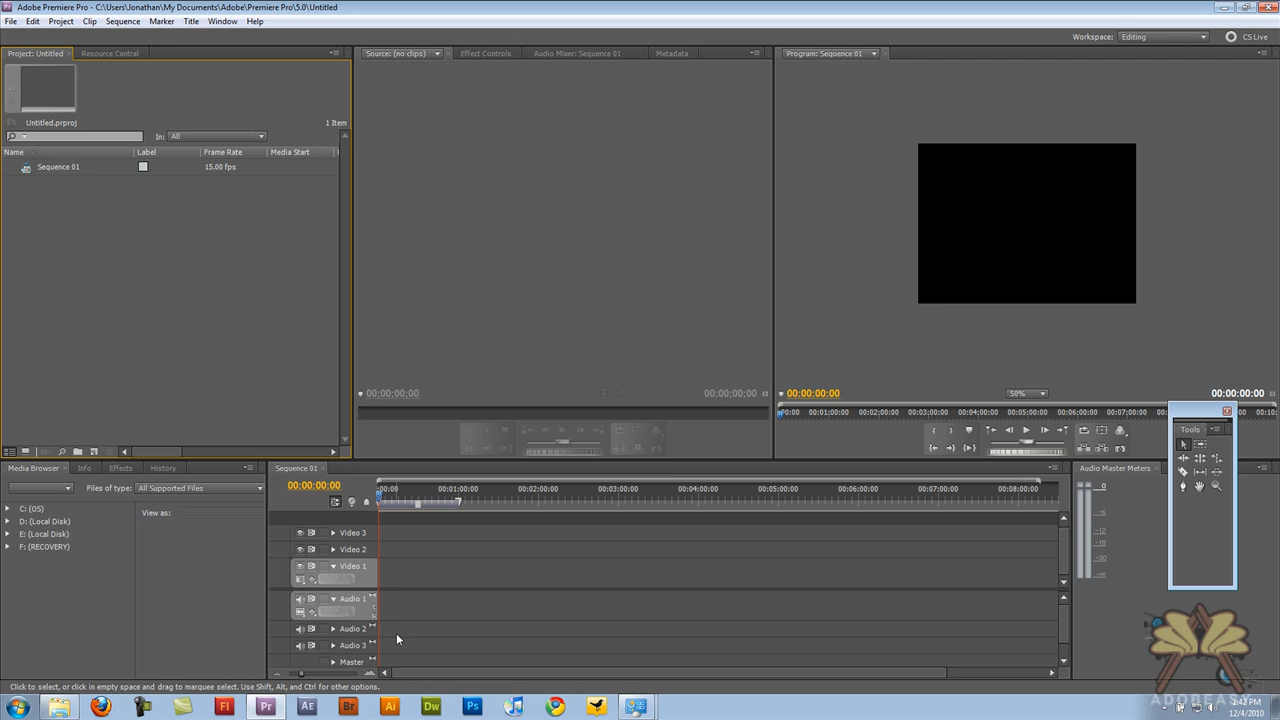 Adobe Premiere Pro - C:\Users\Jonathan\My Documents\Adobe\Premiere Pro\5.0\Untitled
File Edit Project Clip Sequence Marker Title Window Help
Workspace: Editing CS Live
Project: Untitled Resource Central
Source: (no clips) Effect Controls Audio Mixer: Sequence 01 Metadata
Program: Sequence 01
Untitled.prproj 1 Item
In: All
Name Label Frame Rate Media Start
Sequence 01 15.00 fps
00;00;00;00 00;00;00;00
00:00:00:00 50% 00:00:00:00
00:00 00:01:00:00 00:02:00:00 00:03:00:00 00:04:00:00 00:05:00:00 00:06:00:00 00:07:00:00
Tools
Media Browser Info Effects History
Files of type: All Supported Files
View as:
C: (OS)
D: (Local Disk)
E: (Local Disk)
F: (RECOVERY)
Sequence 01
00:00:00:00
00:00 00:01:00:00 00:02:00:00 00:03:00:00 00:04:00:00 00:05:00:00 00:06:00:00 00:07:00:00 00:08:00:00
Video 3
Video 2
Video 1
Audio 1
Audio 2
Audio 3
Master
Audio Master Meters
0
-6
-12
-18
-30
Click to select, or click in empty space and drag to marquee select. Use Shift, Alt, and Ctrl for other options.
Fl Pr AE Br Ai Dw Ps
ADOBEASY
1:42 PM
12/4/2010